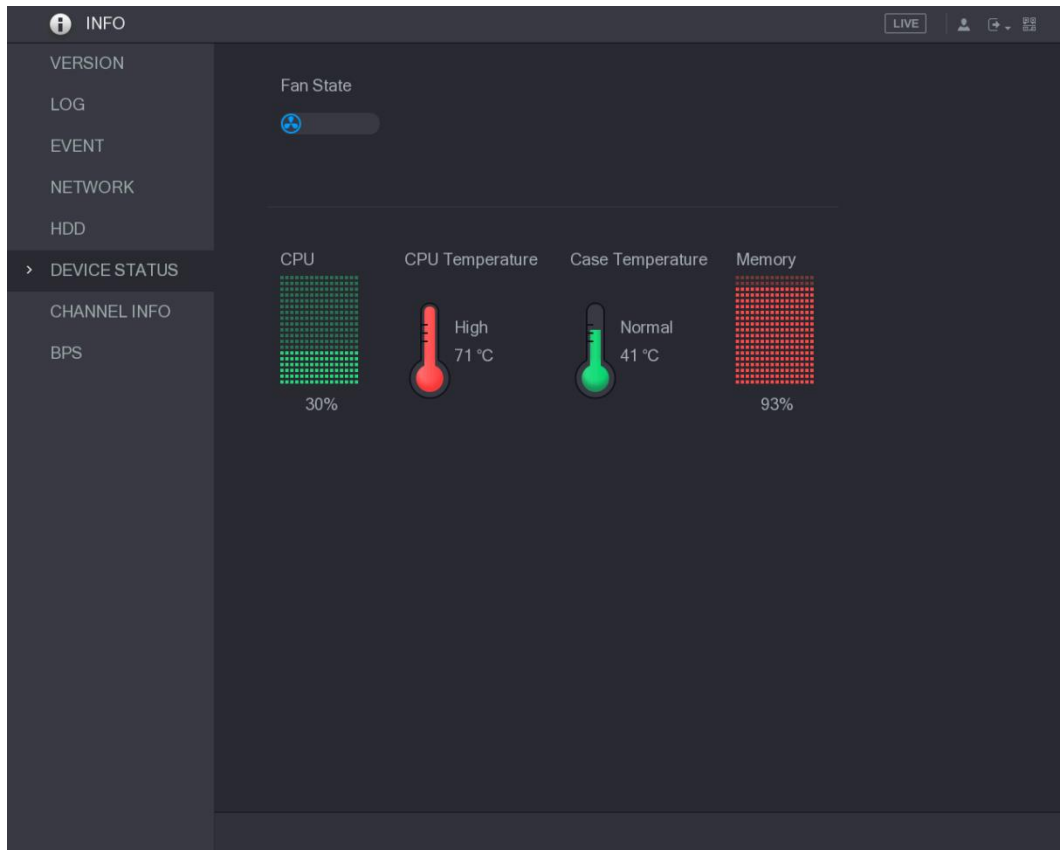 INFO
LIVE
VERSION
LOG
EVENT
NETWORK
HDD
DEVICE STATUS
CHANNEL INFO
BPS
Fan State
CPU
CPU Temperature
Case Temperature
Memory
High
71 °C
Normal
41 °C
30%
93%